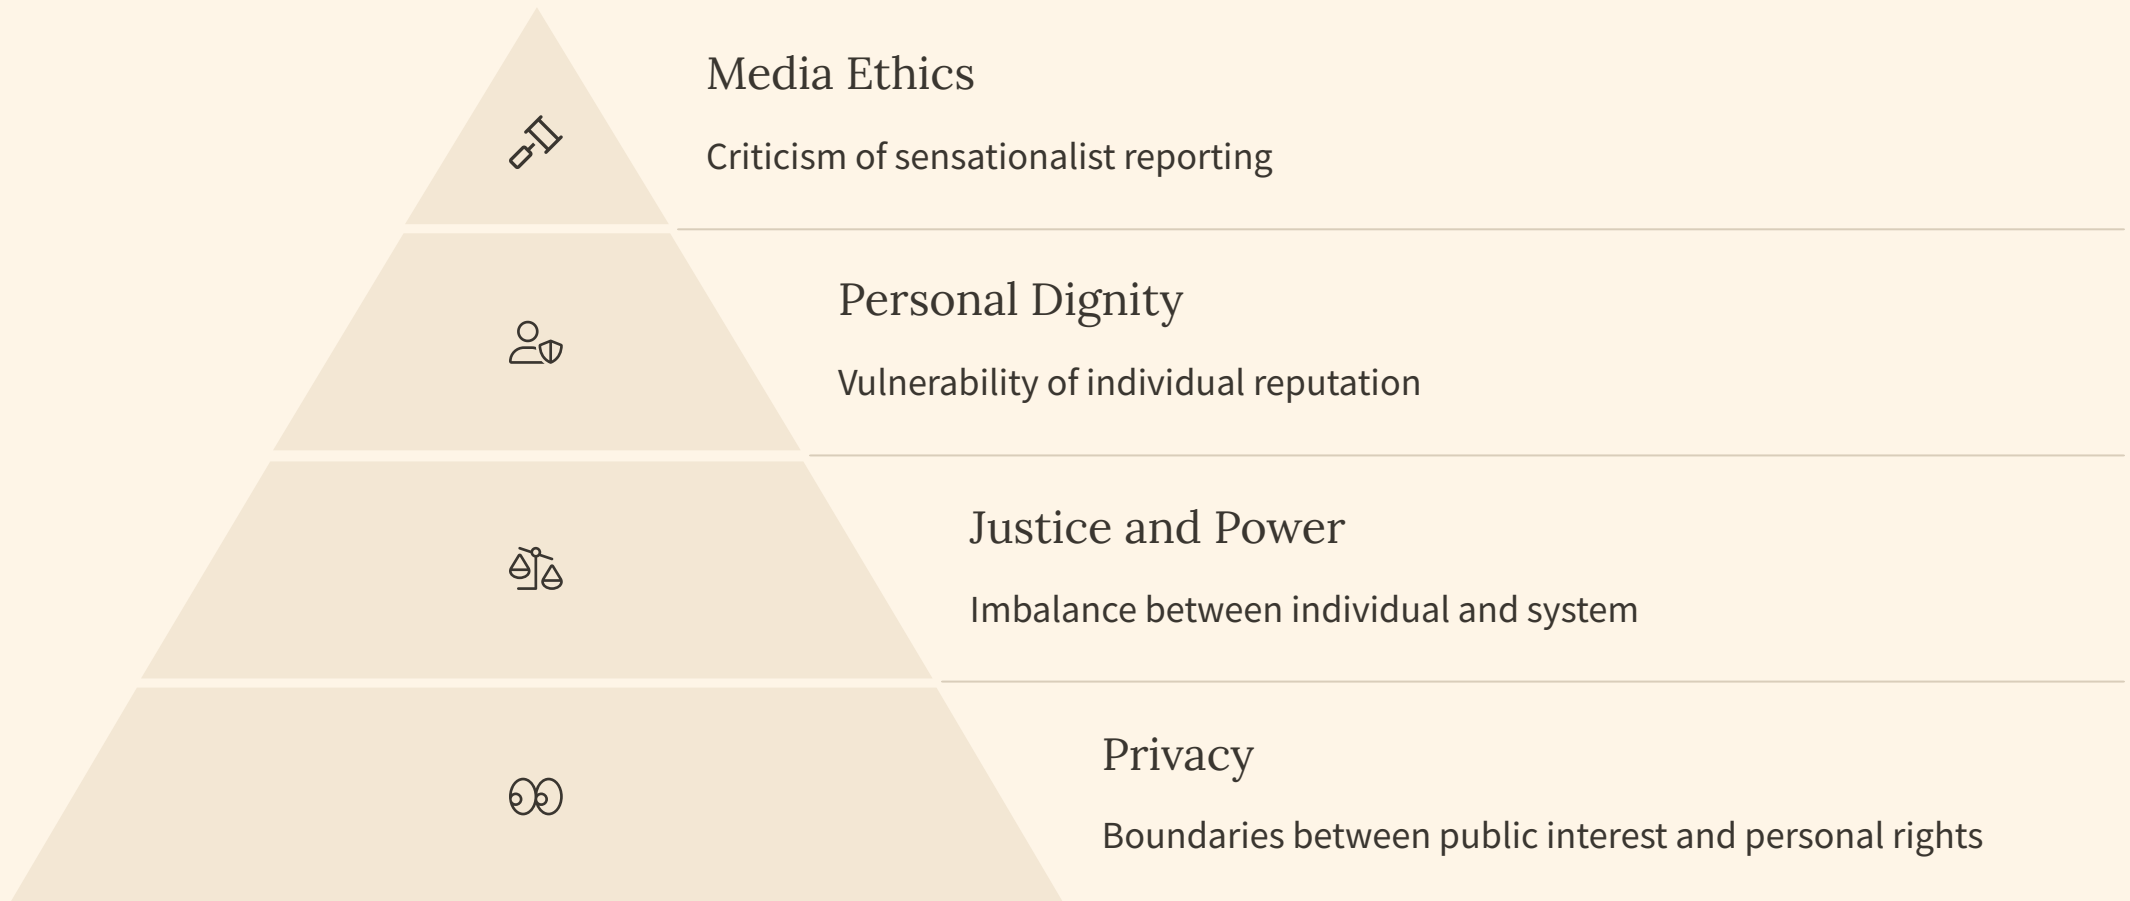 Media Ethics
Criticism of sensationalist reporting
Personal Dignity
Vulnerability of individual reputation
Justice and Power
Imbalance between individual and system
Privacy
Boundaries between public interest and personal rights